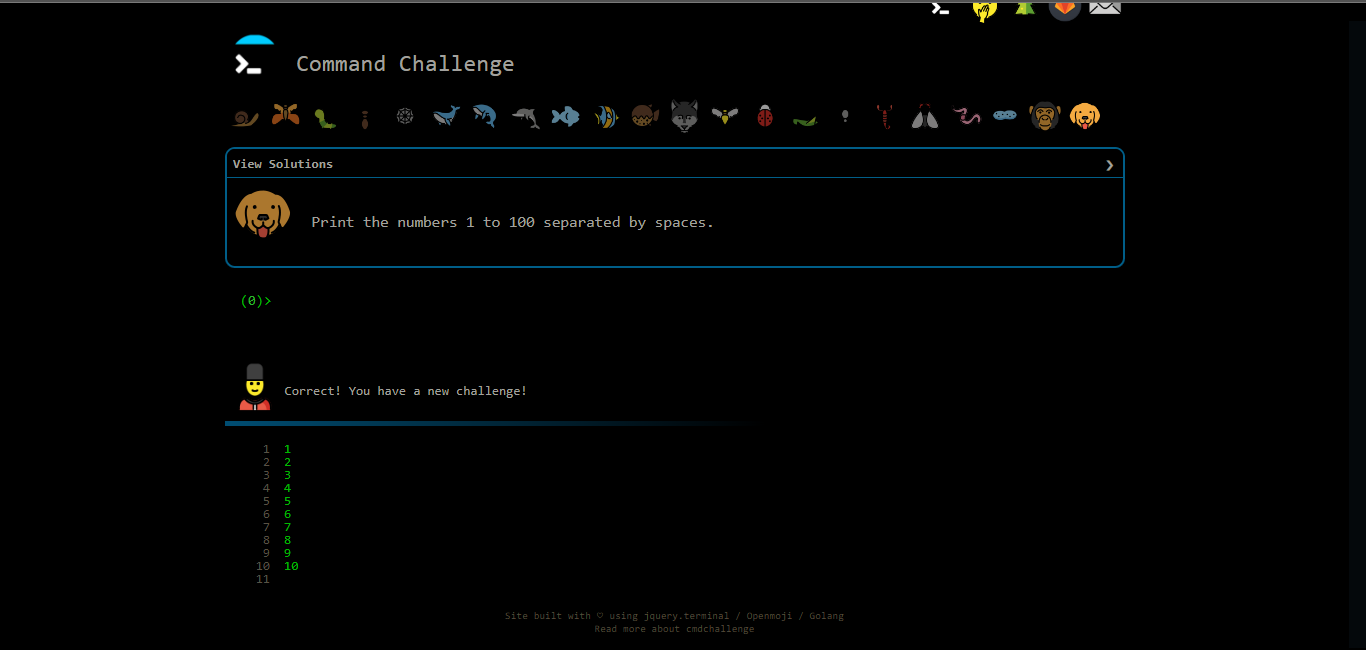 Command Challenge
View Solutions
Print the numbers 1 to 100 separated by spaces.
(0)>
Correct! You have a new challenge!
1 1
2 2
3 3
4 4
5 5
6 6
7 7
8 8
9 9
10 10
11
Site built with ♡ using jquery.terminal / Openmoji / Golang
Read more about cmdchallenge